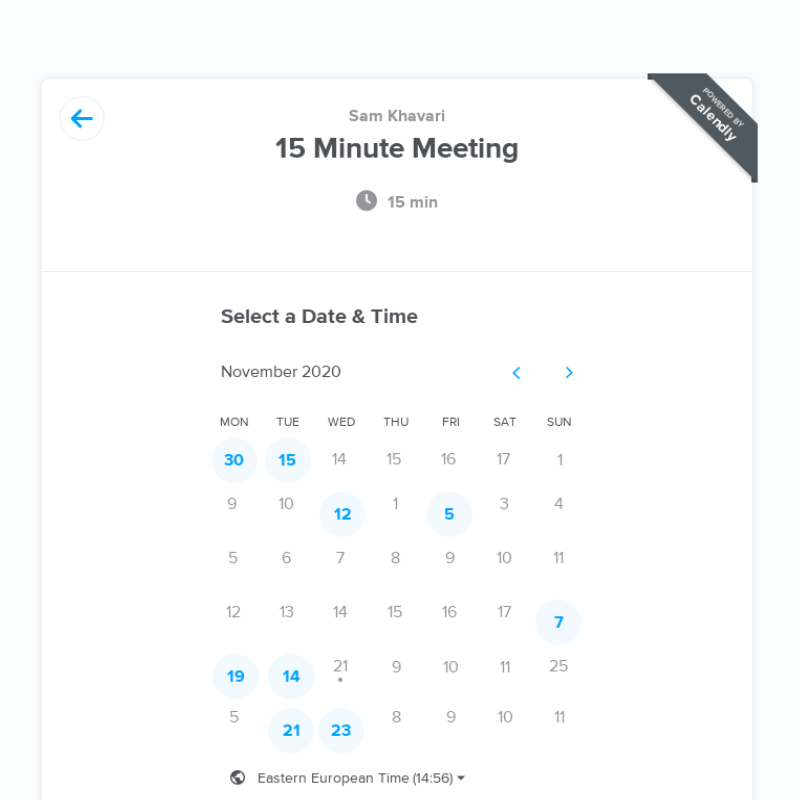 POWERED BY
Calendly
Sam Khavari
15 Minute Meeting
15 min
Select a Date & Time
November 2020
MON TUE WED THU FRI SAT SUN
30 15 14 15 16 17 1
9 10 12 1 5 3 4
5 6 7 8 9 10 11
12 13 14 15 16 17 7
19 14 21 9 10 11 25
5 21 23 8 9 10 11
Eastern European Time (14:56)